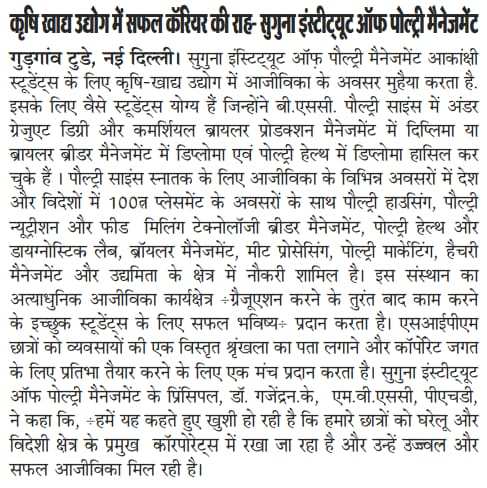 कृषि खाद्य उद्योग में सफल कॅरियर की राह- सुगुना इंस्टीट्यूट ऑफ पोल्ट्री मैनेजमेंट
गुड़गांव टुडे, नई दिल्ली। सुगुना इंस्टिट्यूट ऑफ़ पौल्ट्री मैनेजमेंट आकांक्षी
स्टूडेंट्स के लिए कृषि-खाद्य उद्योग में आजीविका के अवसर मुहैया करता है.
इसके लिए वैसे स्टूडेंट्स योग्य हैं जिन्होंने बी.एससी. पौल्ट्री साइंस में अंडर
ग्रेजुएट डिग्री और कमर्शियल ब्रायलर प्रोडक्शन मैनेजमेंट में दिप्लिमा या
ब्रायलर ब्रीडर मैनेजमेंट में डिप्लोमा एवं पोल्ट्री हेल्थ में डिप्लोमा हासिल कर
चुके हैं । पौल्ट्री साइंस स्नातक के लिए आजीविका के विभिन्न अवसरों में देश
और विदेशों में 100त्न प्लेसमेंट के अवसरों के साथ पौल्ट्री हाउसिंग, पौल्ट्री
न्यूट्रीशन और फीड मिलिंग टेक्नोलॉजी ब्रीडर मैनेजमेंट, पौल्ट्री हेल्थ और
डायग्नोस्टिक लैब, ब्रॉयलर मैनेजमेंट, मीट प्रोसेसिंग, पोल्ट्री मार्केटिंग, हैचरी
मैनेजमेंट और उद्यमिता के क्षेत्र में नौकरी शामिल है। इस संस्थान का
अत्याधुनिक आजीविका कार्यक्षेत्र ÷ग्रैजूएशन करने के तुरंत बाद काम करने
के इच्छुक स्टूडेंट्स के लिए सफल भविष्य÷ प्रदान करता है। एसआईपीएम
छात्रों को व्यवसायों की एक विस्तृत श्रृंखला का पता लगाने और कॉर्पोरेट जगत
के लिए प्रतिभा तैयार करने के लिए एक मंच प्रदान करता है। सुगुना इंस्टीट्यूट
ऑफ पोल्ट्री मैनेजमेंट के प्रिंसिपल, डॉ. गजेंद्रन.के, एम.वी.एससी, पीएचडी,
ने कहा कि, ÷हमें यह कहते हुए खुशी हो रही है कि हमारे छात्रों को घरेलू और
विदेशी क्षेत्र के प्रमुख कॉरपोरेट्स में रखा जा रहा है और उन्हें उज्ज्वल और
सफल आजीविका मिल रही है।